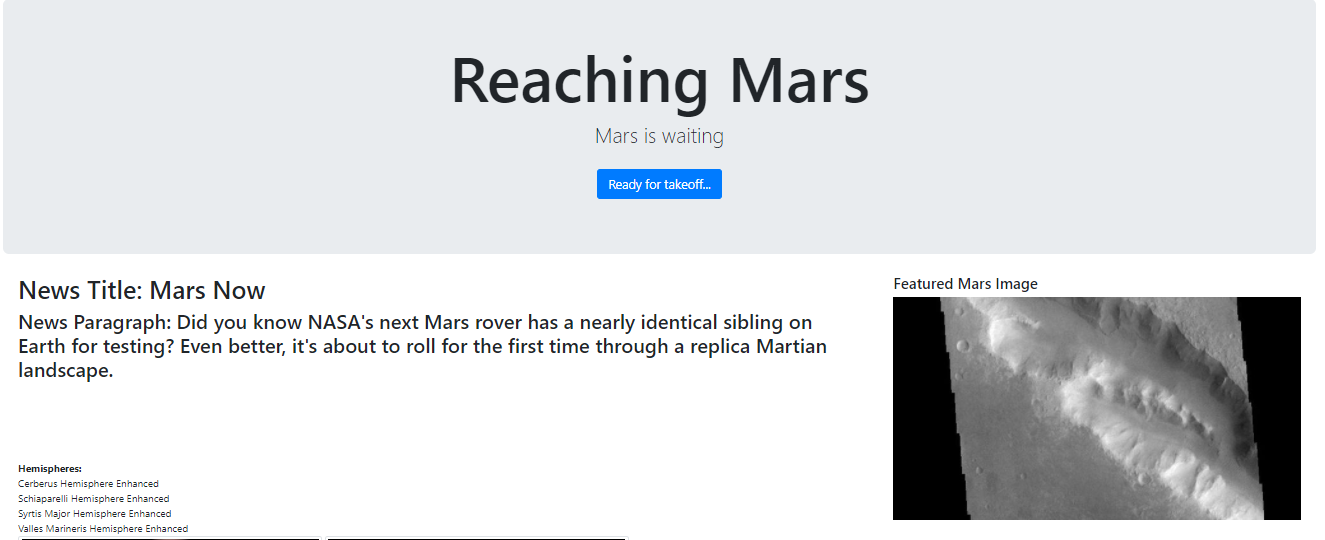 Reaching Mars
Mars is waiting
Ready for takeoff...
News Title: Mars Now
News Paragraph: Did you know NASA's next Mars rover has a nearly identical sibling on
Earth for testing? Even better, it's about to roll for the first time through a replica Martian
landscape.
Featured Mars Image
Hemispheres:
Cerberus Hemisphere Enhanced
Schiaparelli Hemisphere Enhanced
Syrtis Major Hemisphere Enhanced
Valles Marineris Hemisphere Enhanced